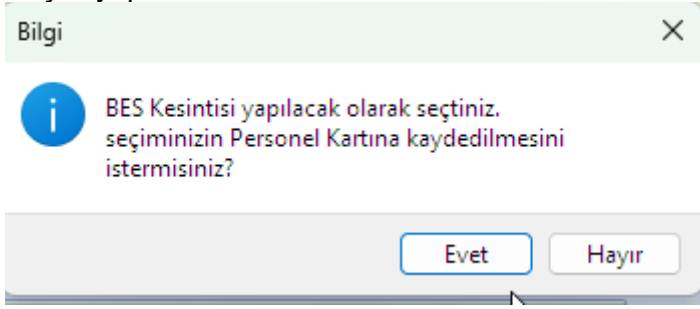 Bilgi
BES Kesintisi yapılacak olarak seçtiniz.
seçiminizin Personel Kartına kaydedilmesini
istermisiniz?
Evet
Hayır